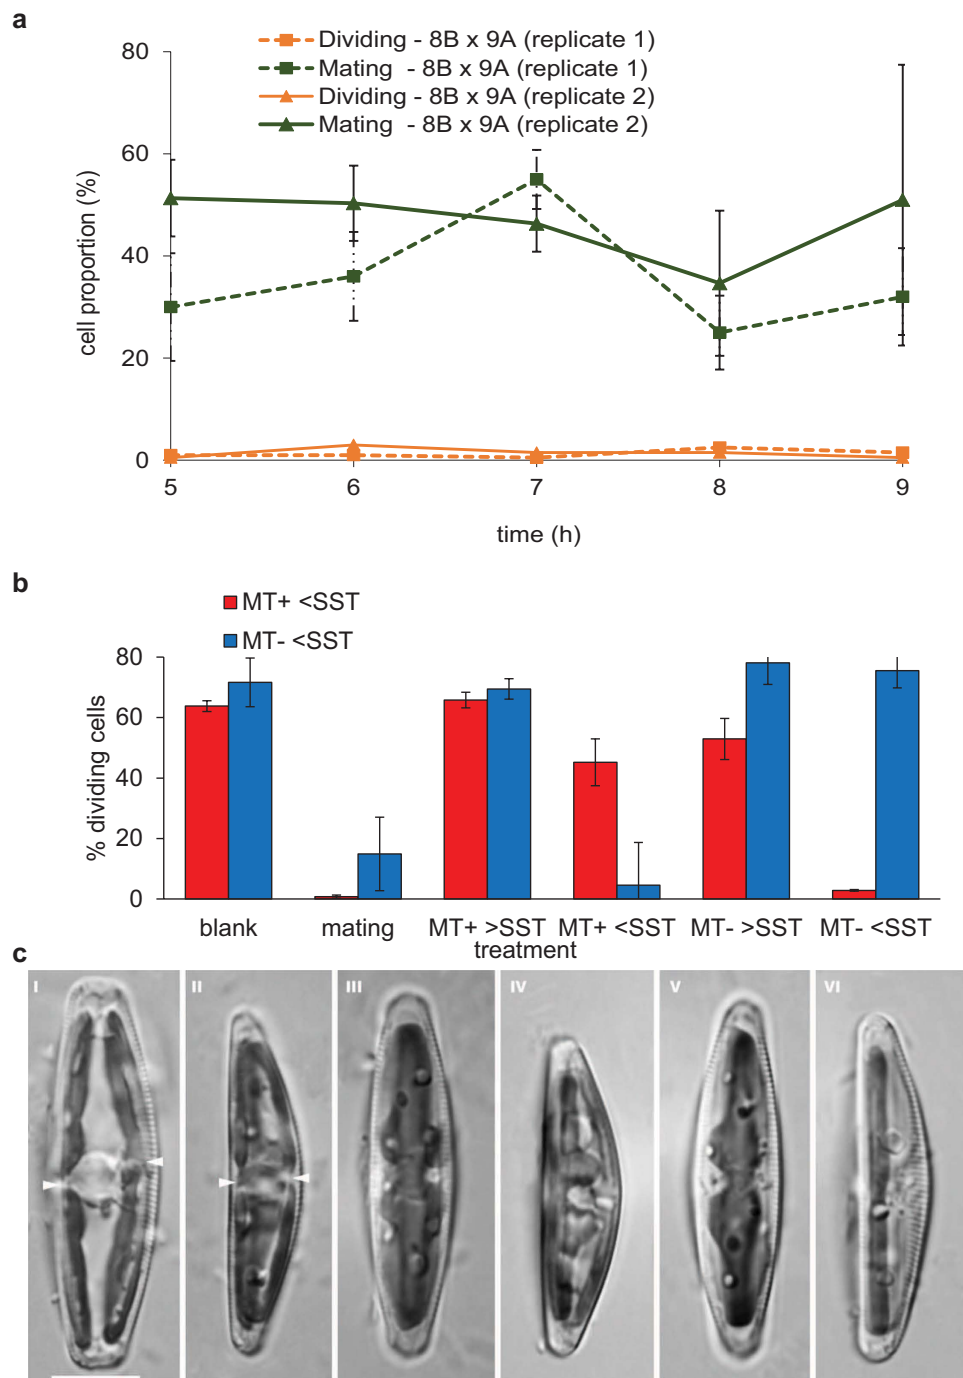 a
Dividing - 8B x 9A (replicate 1)
Mating - 8B x 9A (replicate 1)
Dividing - 8B x 9A (replicate 2)
Mating - 8B x 9A (replicate 2)
80
60
40
20
0
cell proportion (%)
5 6 7 8 9
time (h)
b
MT+ <SST
MT- <SST
80
60
40
20
0
% dividing cells
blank mating MT+ >SST MT+ <SST MT- >SST MT- <SST
treatment
c
I II III IV V VI